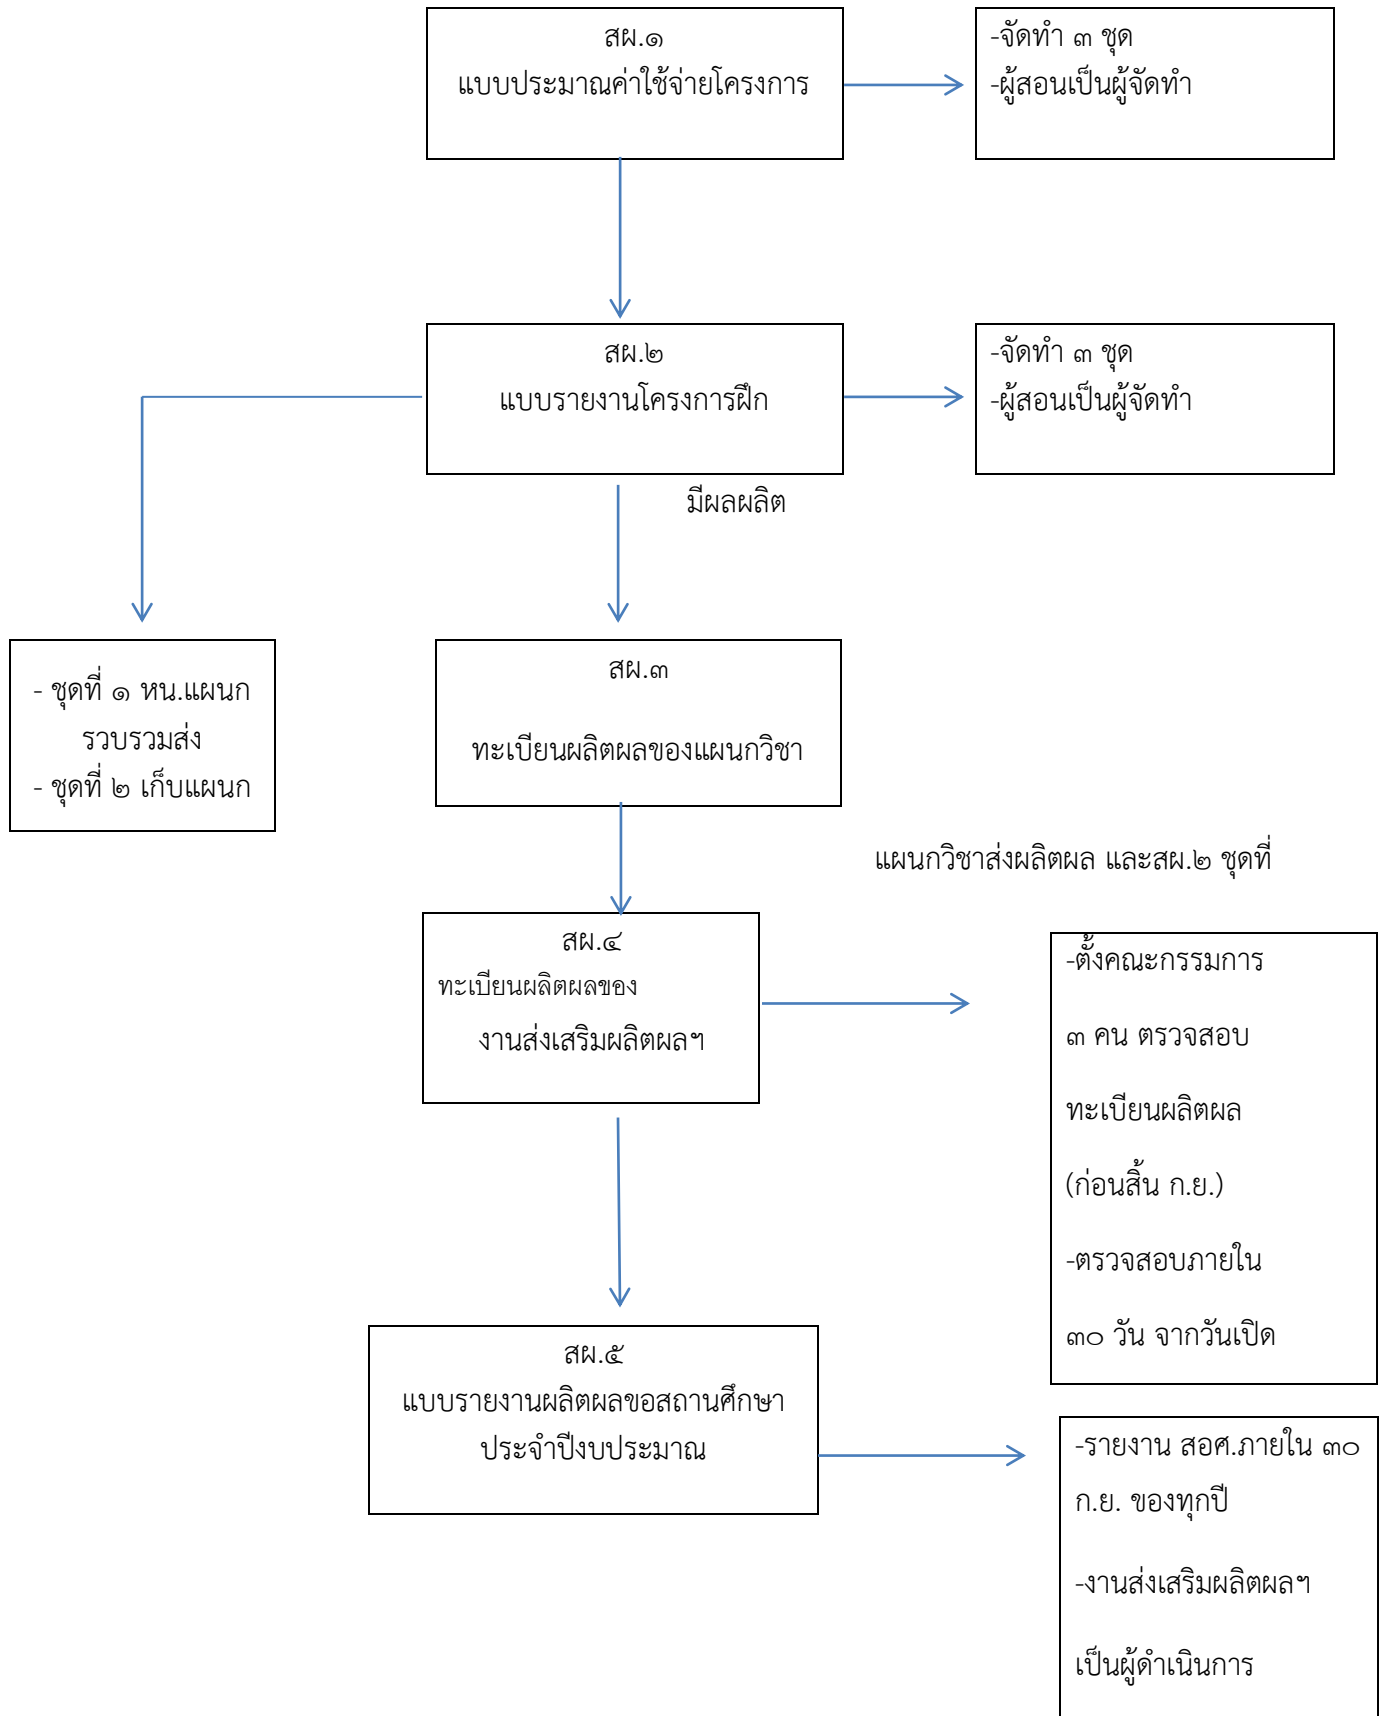 สผ.๑
แบบประมาณค่าใช้จ่ายโครงการ
-จัดทำ ๓ ชุด
-ผู้สอนเป็นผู้จัดทำ
สผ.๒
แบบรายงานโครงการฝึก
-จัดทำ ๓ ชุด
-ผู้สอนเป็นผู้จัดทำ
มีผลผลิต
- ชุดที่ ๑ หน.แผนก
รวบรวมส่ง
- ชุดที่ ๒ เก็บแผนก
สผ.๓
ทะเบียนผลิตผลของแผนกวิชา
แผนกวิชาส่งผลิตผล และสผ.๒ ชุดที่
สผ.๔
ทะเบียนผลิตผลของ
งานส่งเสริมผลิตผลฯ
-ตั้งคณะกรรมการ
๓ คน ตรวจสอบ
ทะเบียนผลิตผล
(ก่อนสิ้น ก.ย.)
-ตรวจสอบภายใน
๓๐ วัน จากวันเปิด
สผ.๕
แบบรายงานผลิตผลขอสถานศึกษา
ประจำปีงบประมาณ
-รายงาน สอศ.ภายใน ๓๐
ก.ย. ของทุกปี
-งานส่งเสริมผลิตผลฯ
เป็นผู้ดำเนินการ